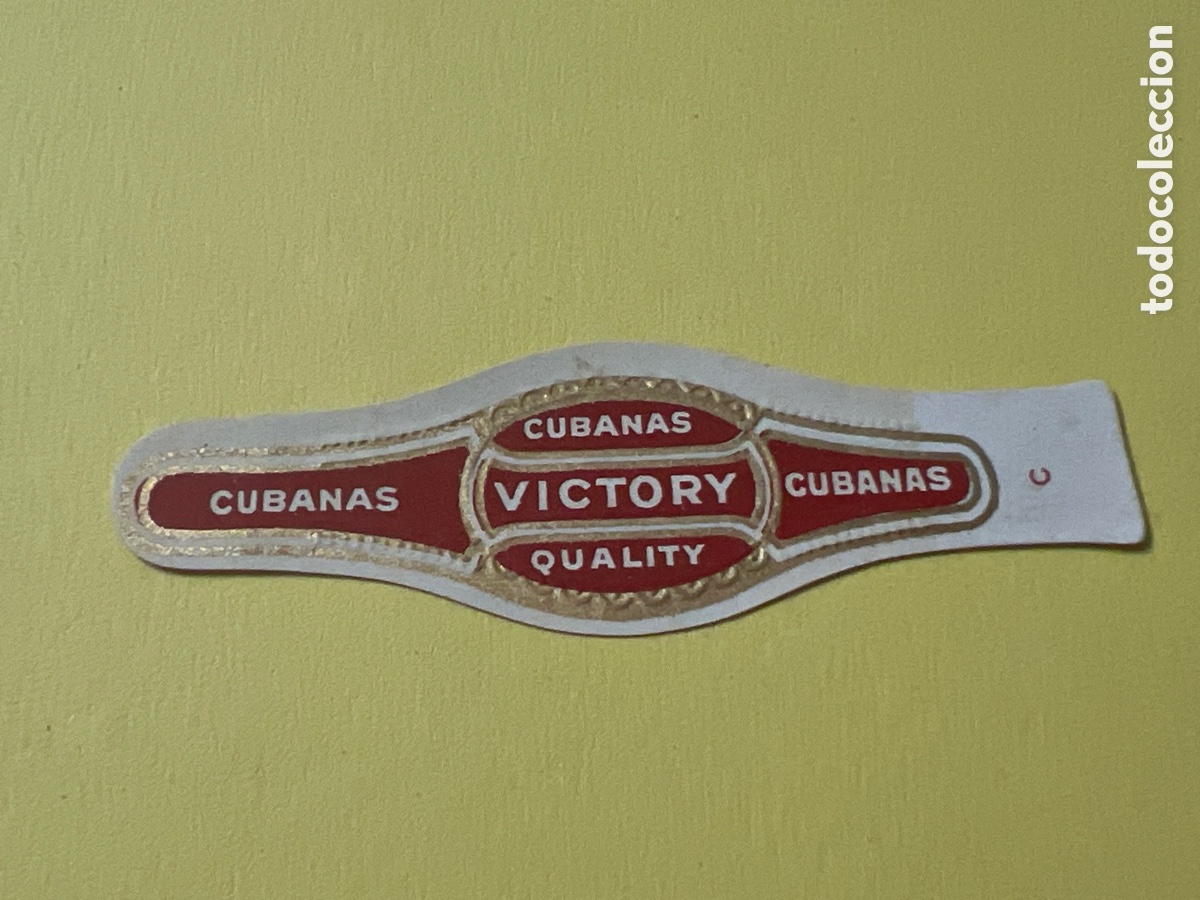 CUBANAS
CUBANAS
VICTORY
QUALITY
CUBANAS
C
todocoleccion